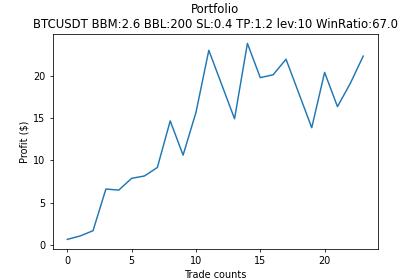 Portfolio
BTCUSDT BBM:2.6 BBL:200 SL:0.4 TP:1.2 lev:10 WinRatio:67.0
20
15
10
5
0
Profit ($)
0 5 10 15 20
Trade counts